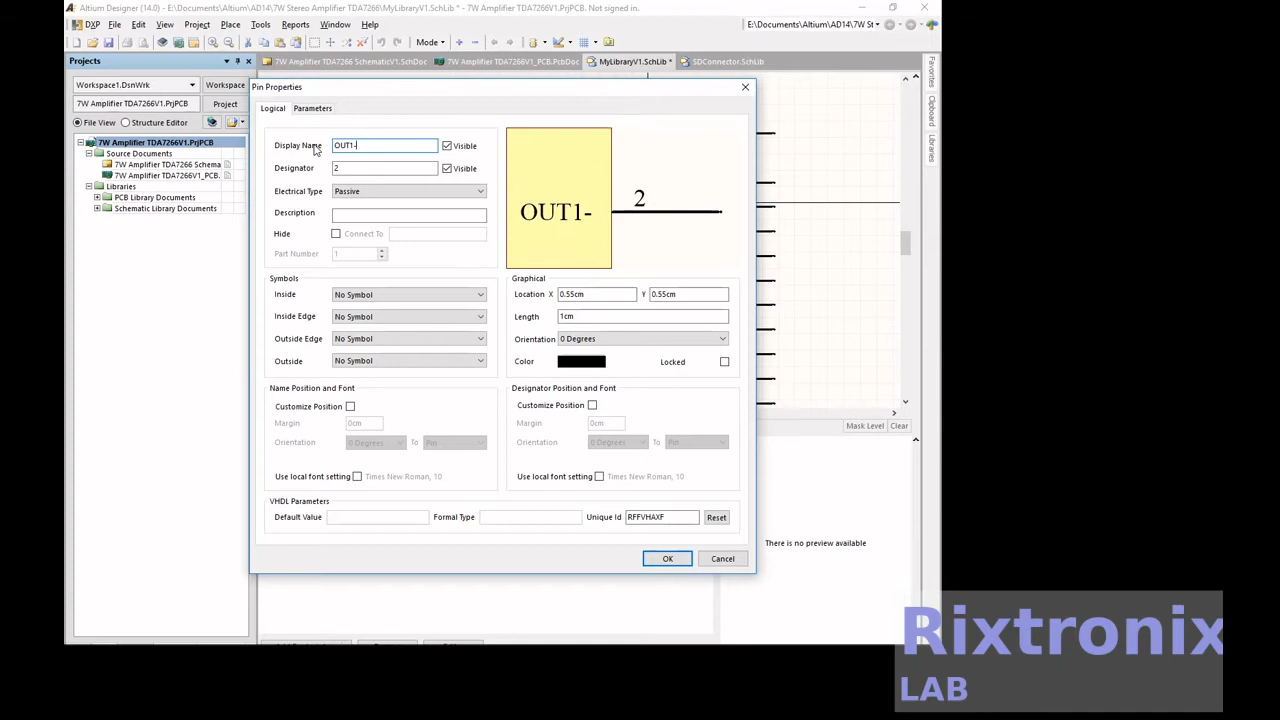 Altium Designer (14.0) - E:\Documents\Altium\AD14\7W Stereo Amplifier TDA7266\MyLibraryV1.SchLib * - 7W Amplifier TDA7266V1.PrjPCB. Not signed in.
DXP File Edit View Project Place Tools Reports Window Help E:\Documents\Altium\AD14\7W St
Mode
Projects 7W Amplifier TDA7266 SchematicV1.SchDoc 7W Amplifier TDA7266V1_PCB.PcbDoc MyLibraryV1.SchLib * SDConnector.SchLib
Workspace1.DsnWrk Workspace
7W Amplifier TDA7266V1.PrjPCB Project
File View Structure Editor
7W Amplifier TDA7266V1.PrjPCB
Source Documents
7W Amplifier TDA7266 Schema
7W Amplifier TDA7266V1_PCB.
Libraries
PCB Library Documents
Schematic Library Documents
Pin Properties
Logical Parameters
Display Name OUT1- Visible
Designator 2 Visible
Electrical Type Passive
Description
Hide Connect To
Part Number 1
OUT1- 2
Symbols
Inside No Symbol
Inside Edge No Symbol
Outside Edge No Symbol
Outside No Symbol
Graphical
Location X 0.55cm Y 0.55cm
Length 1cm
Orientation 0 Degrees
Color Locked
Name Position and Font
Customize Position
Margin 0cm
Orientation 0 Degrees To Pin
Use local font setting Times New Roman, 10
Designator Position and Font
Customize Position
Margin 0cm
Orientation 0 Degrees To Pin
Use local font setting Times New Roman, 10
VHDL Parameters
Default Value Formal Type Unique Id RFFVHAXF Reset
OK Cancel
Favorites
Clipboard
Libraries
Mask Level Clear
There is no preview available
Rixtronix
LAB